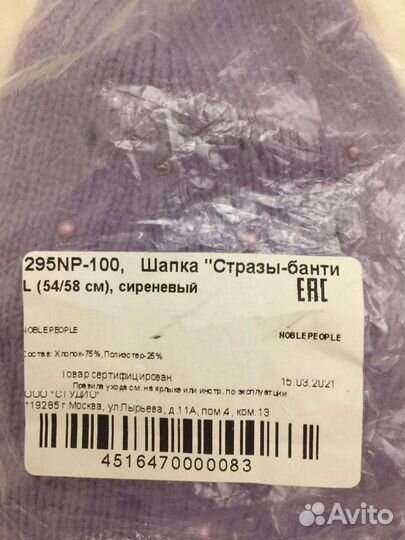 295NP-100, Шапка "Стразы-банти
L (54/58 см), сиреневый
EAC
NOBLE PEOPLE NOBLE PEOPLE
Состав: Хлопок-75%, Полиэстер-25%
Товар сертифицирован 15.03.2021
Правила ухода см. на ярлыке или инстр. по эксплуатции
ООО "СТУДИО"
119285 г.Москва, ул.Пырьева, д.11А, пом 4, ком.13
4516470000083
Avito